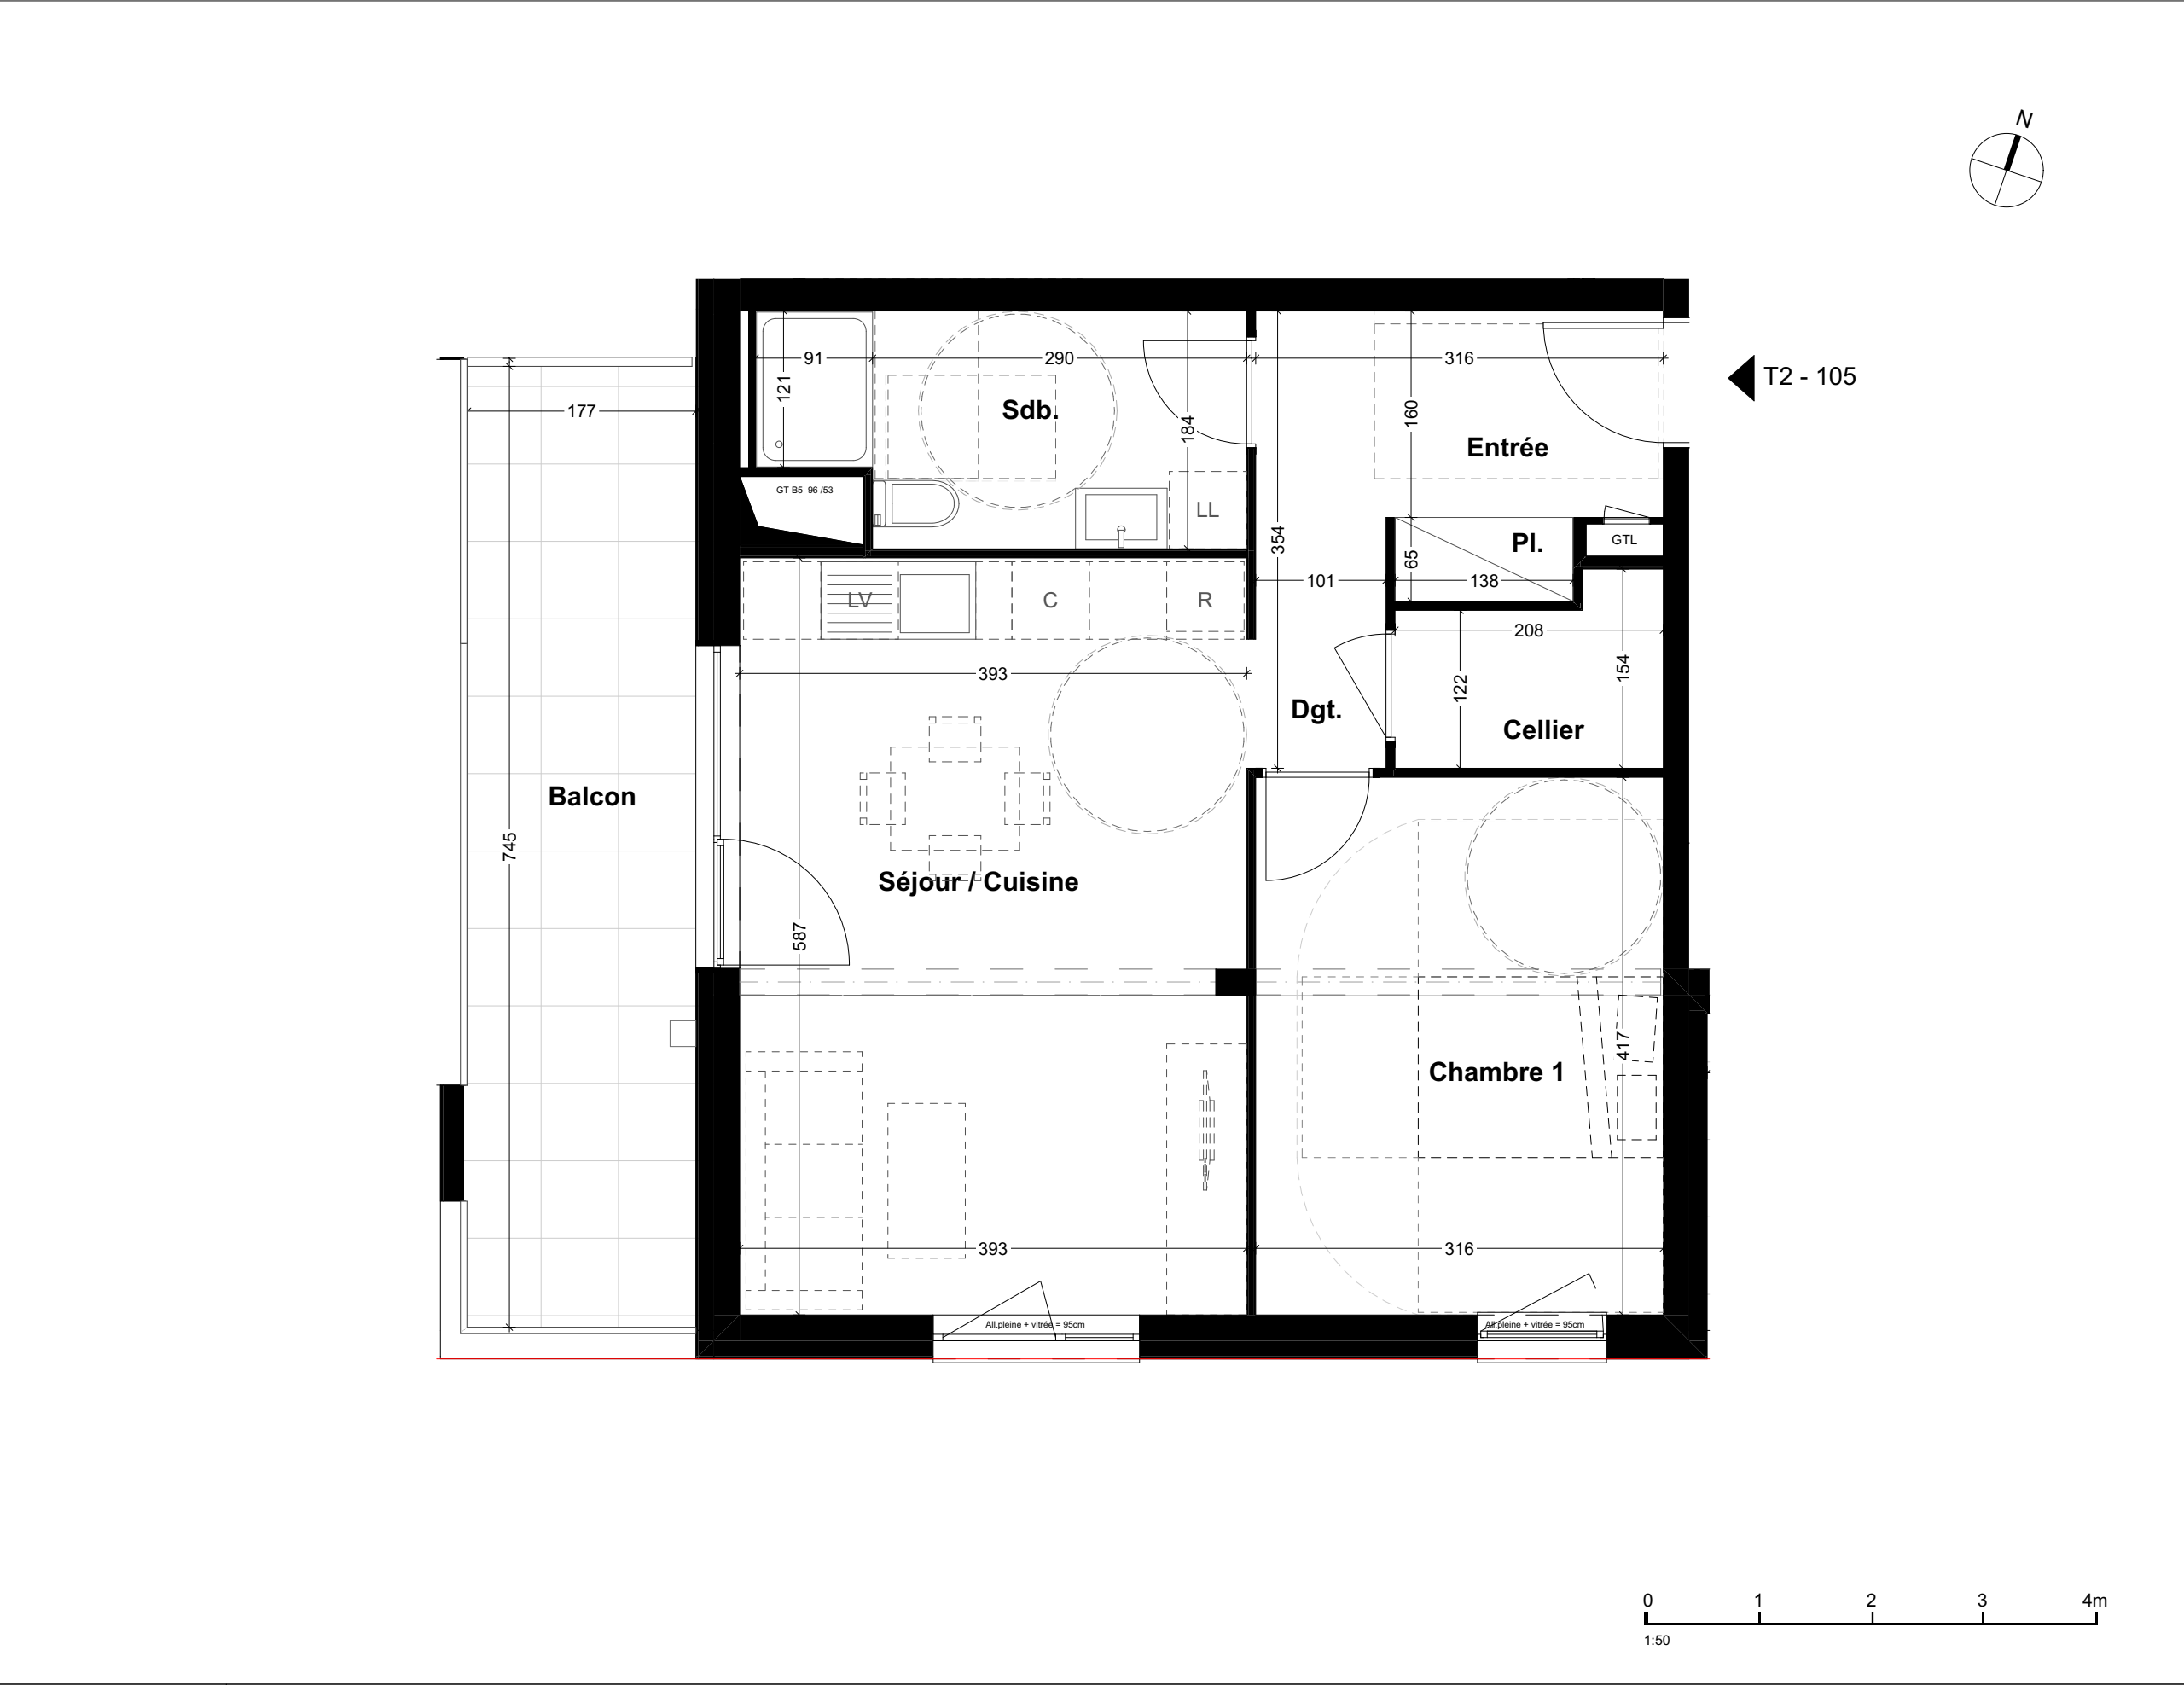 N
T2 - 105
91
290
316
177
121
184
160
Sdb.
Entrée
GT B5 96 /53
LL
354
Pl.
GTL
65
101
138
LV
C
R
208
393
122
154
Dgt.
Cellier
Balcon
745
Séjour / Cuisine
587
417
Chambre 1
393
316
All.pleine + vitrée = 95cm
All.pleine + vitrée = 95cm
0 1 2 3 4m
1:50